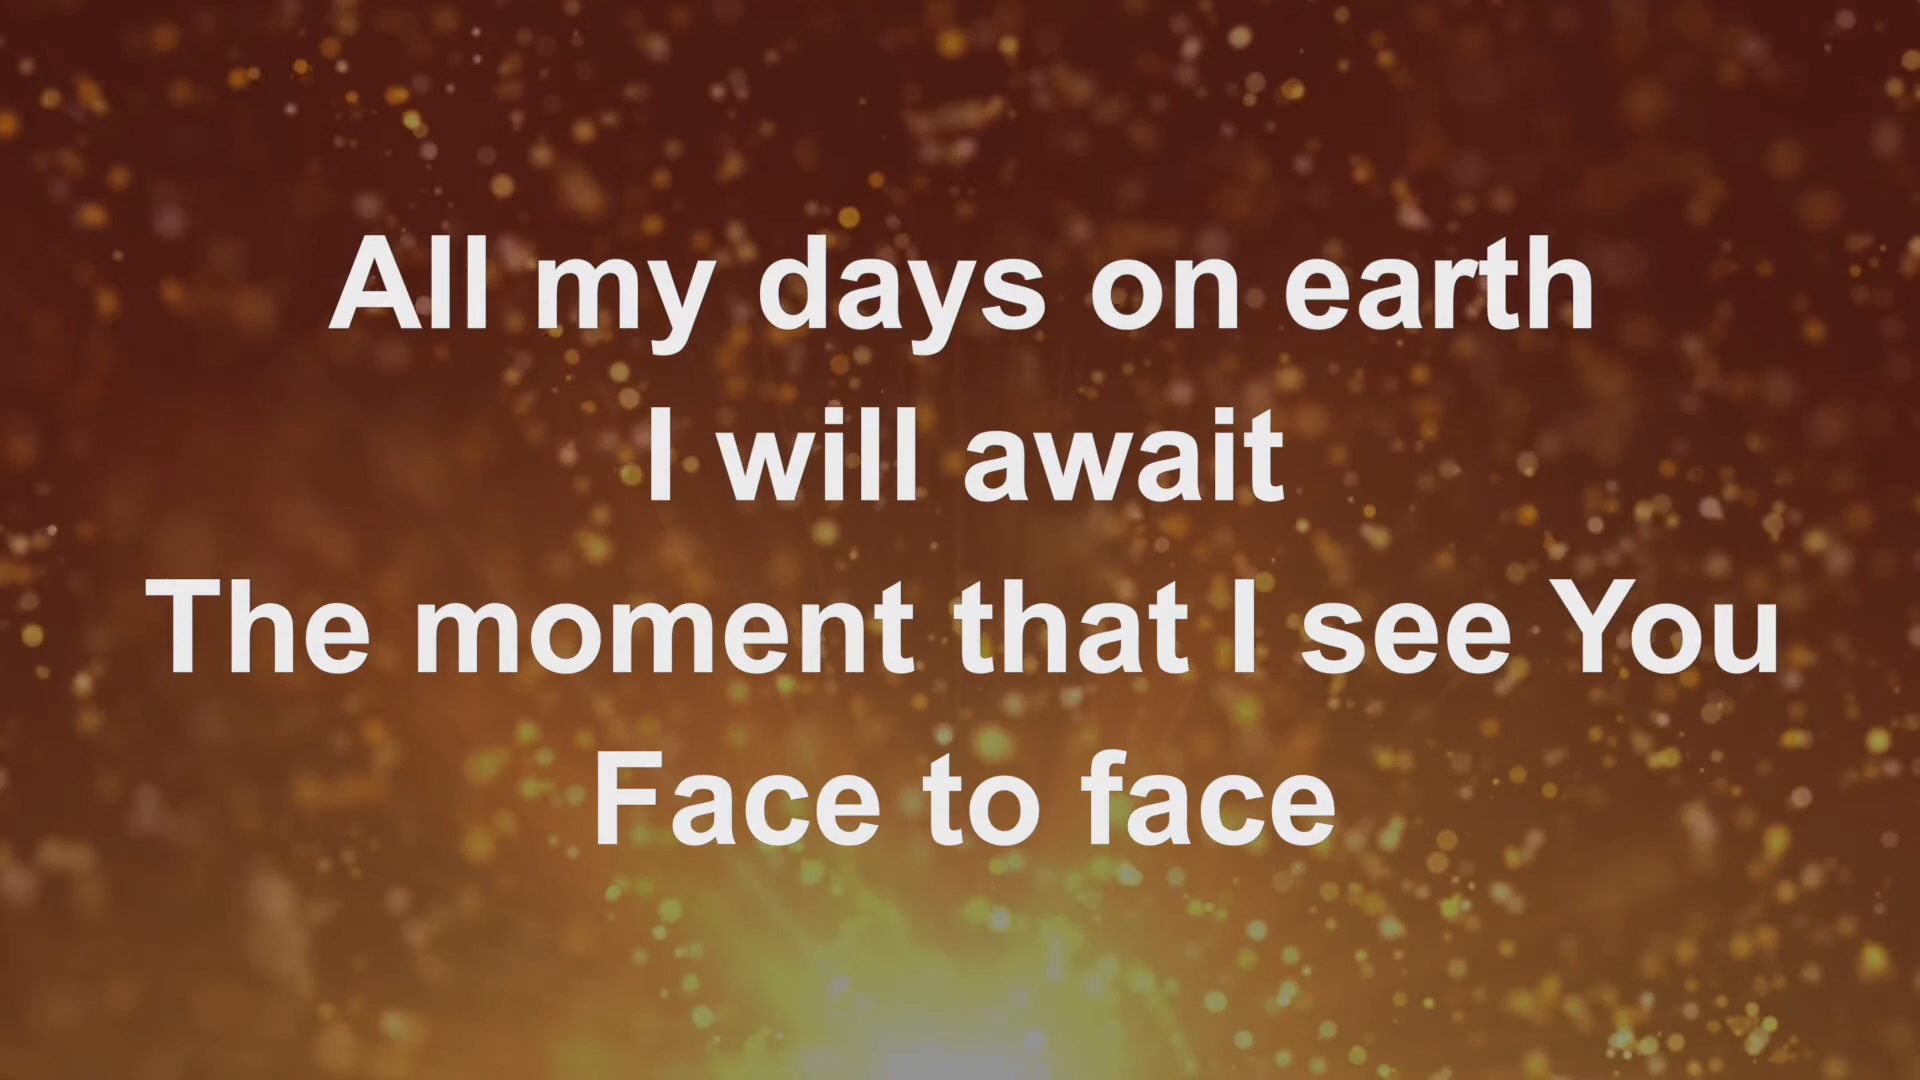 All my days on earth
I will await
The moment that I see You
Face to face